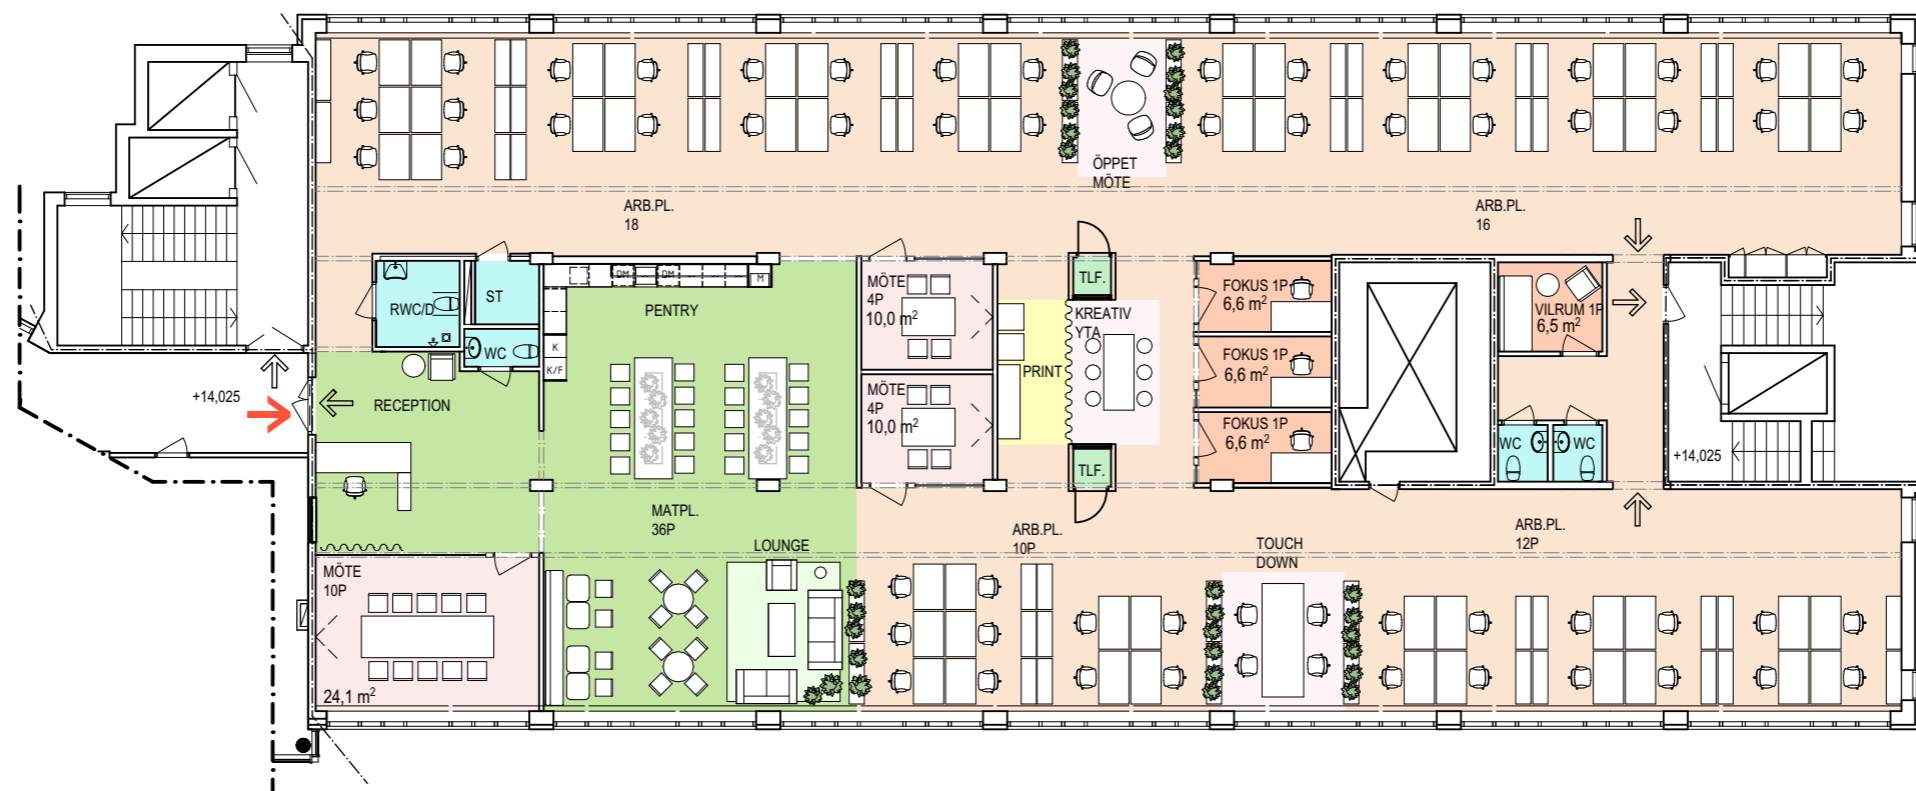 ÖPPET
MÖTE
ARB.PL.
18
ARB.PL.
16
RWC/D
ST
WC
DM
DM
M
K
K/F
PENTRY
MÖTE
4P
10,0 m²
MÖTE
4P
10,0 m²
TLF.
KREATIV
YTA
PRINT
TLF.
FOKUS 1P
6,6 m²
FOKUS 1P
6,6 m²
FOKUS 1P
6,6 m²
VILRUM 1P
6,5 m²
WC
WC
+14,025
+14,025
RECEPTION
MATPL.
36P
LOUNGE
ARB.PL.
10P
TOUCH
DOWN
ARB.PL.
12P
MÖTE
10P
24,1 m²